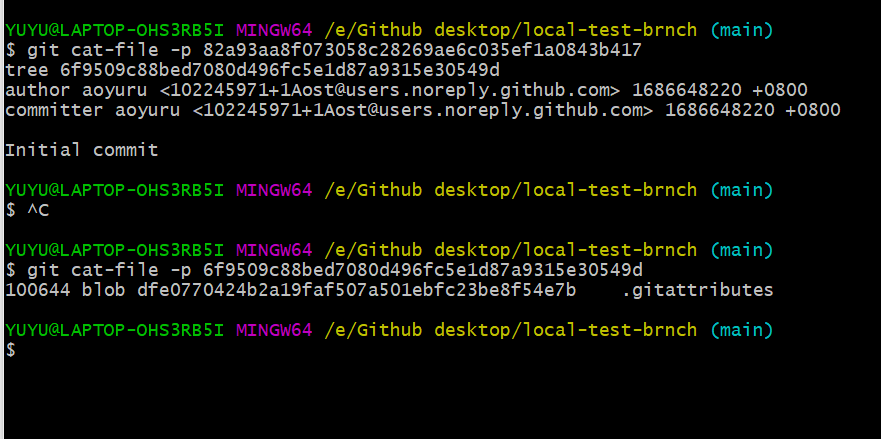 YUYU@LAPTOP-OHS3RB5I MINGW64 /e/Github desktop/local-test-brnch (main)
$ git cat-file -p 82a93aa8f073058c28269ae6c035ef1a0843b417
tree 6f9509c88bed7080d496fc5e1d87a9315e30549d
author aoyuru <102245971+1Aost@users.noreply.github.com> 1686648220 +0800
committer aoyuru <102245971+1Aost@users.noreply.github.com> 1686648220 +0800
Initial commit
YUYU@LAPTOP-OHS3RB5I MINGW64 /e/Github desktop/local-test-brnch (main)
$ ^C
YUYU@LAPTOP-OHS3RB5I MINGW64 /e/Github desktop/local-test-brnch (main)
$ git cat-file -p 6f9509c88bed7080d496fc5e1d87a9315e30549d
100644 blob dfe0770424b2a19faf507a501ebfc23be8f54e7b    .gitattributes
YUYU@LAPTOP-OHS3RB5I MINGW64 /e/Github desktop/local-test-brnch (main)
$